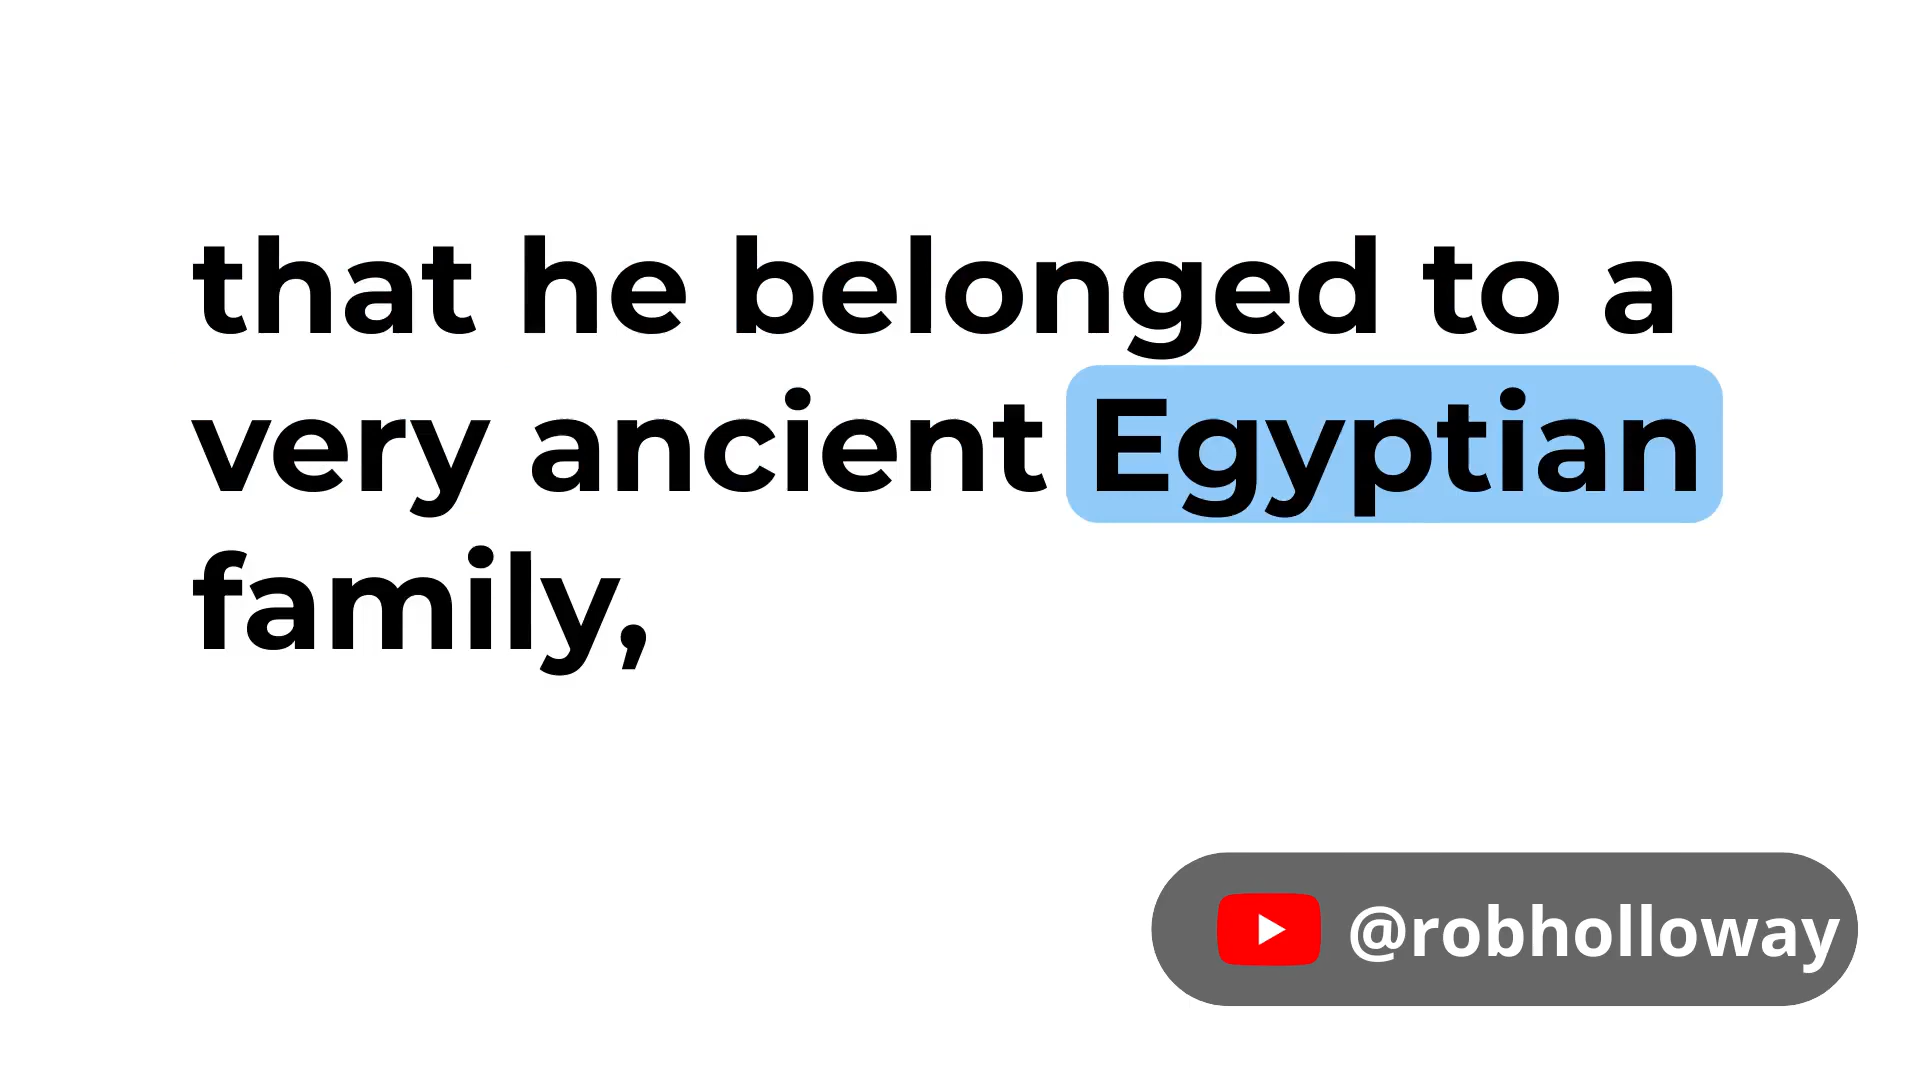 that he belonged to a
very ancient Egyptian
family,
@robholloway